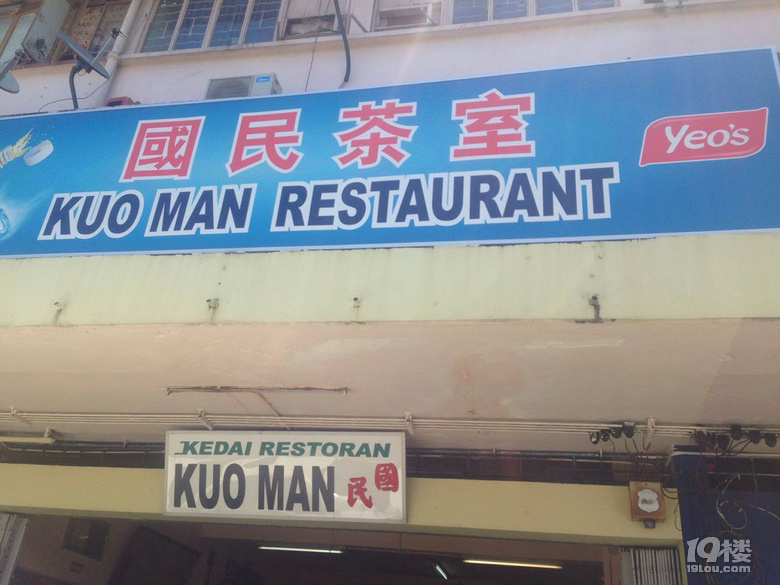 國民茶室
Yeo's
KUO MAN RESTAURANT
KEDAI RESTORAN
KUO MAN 民國
19楼
19lou.com